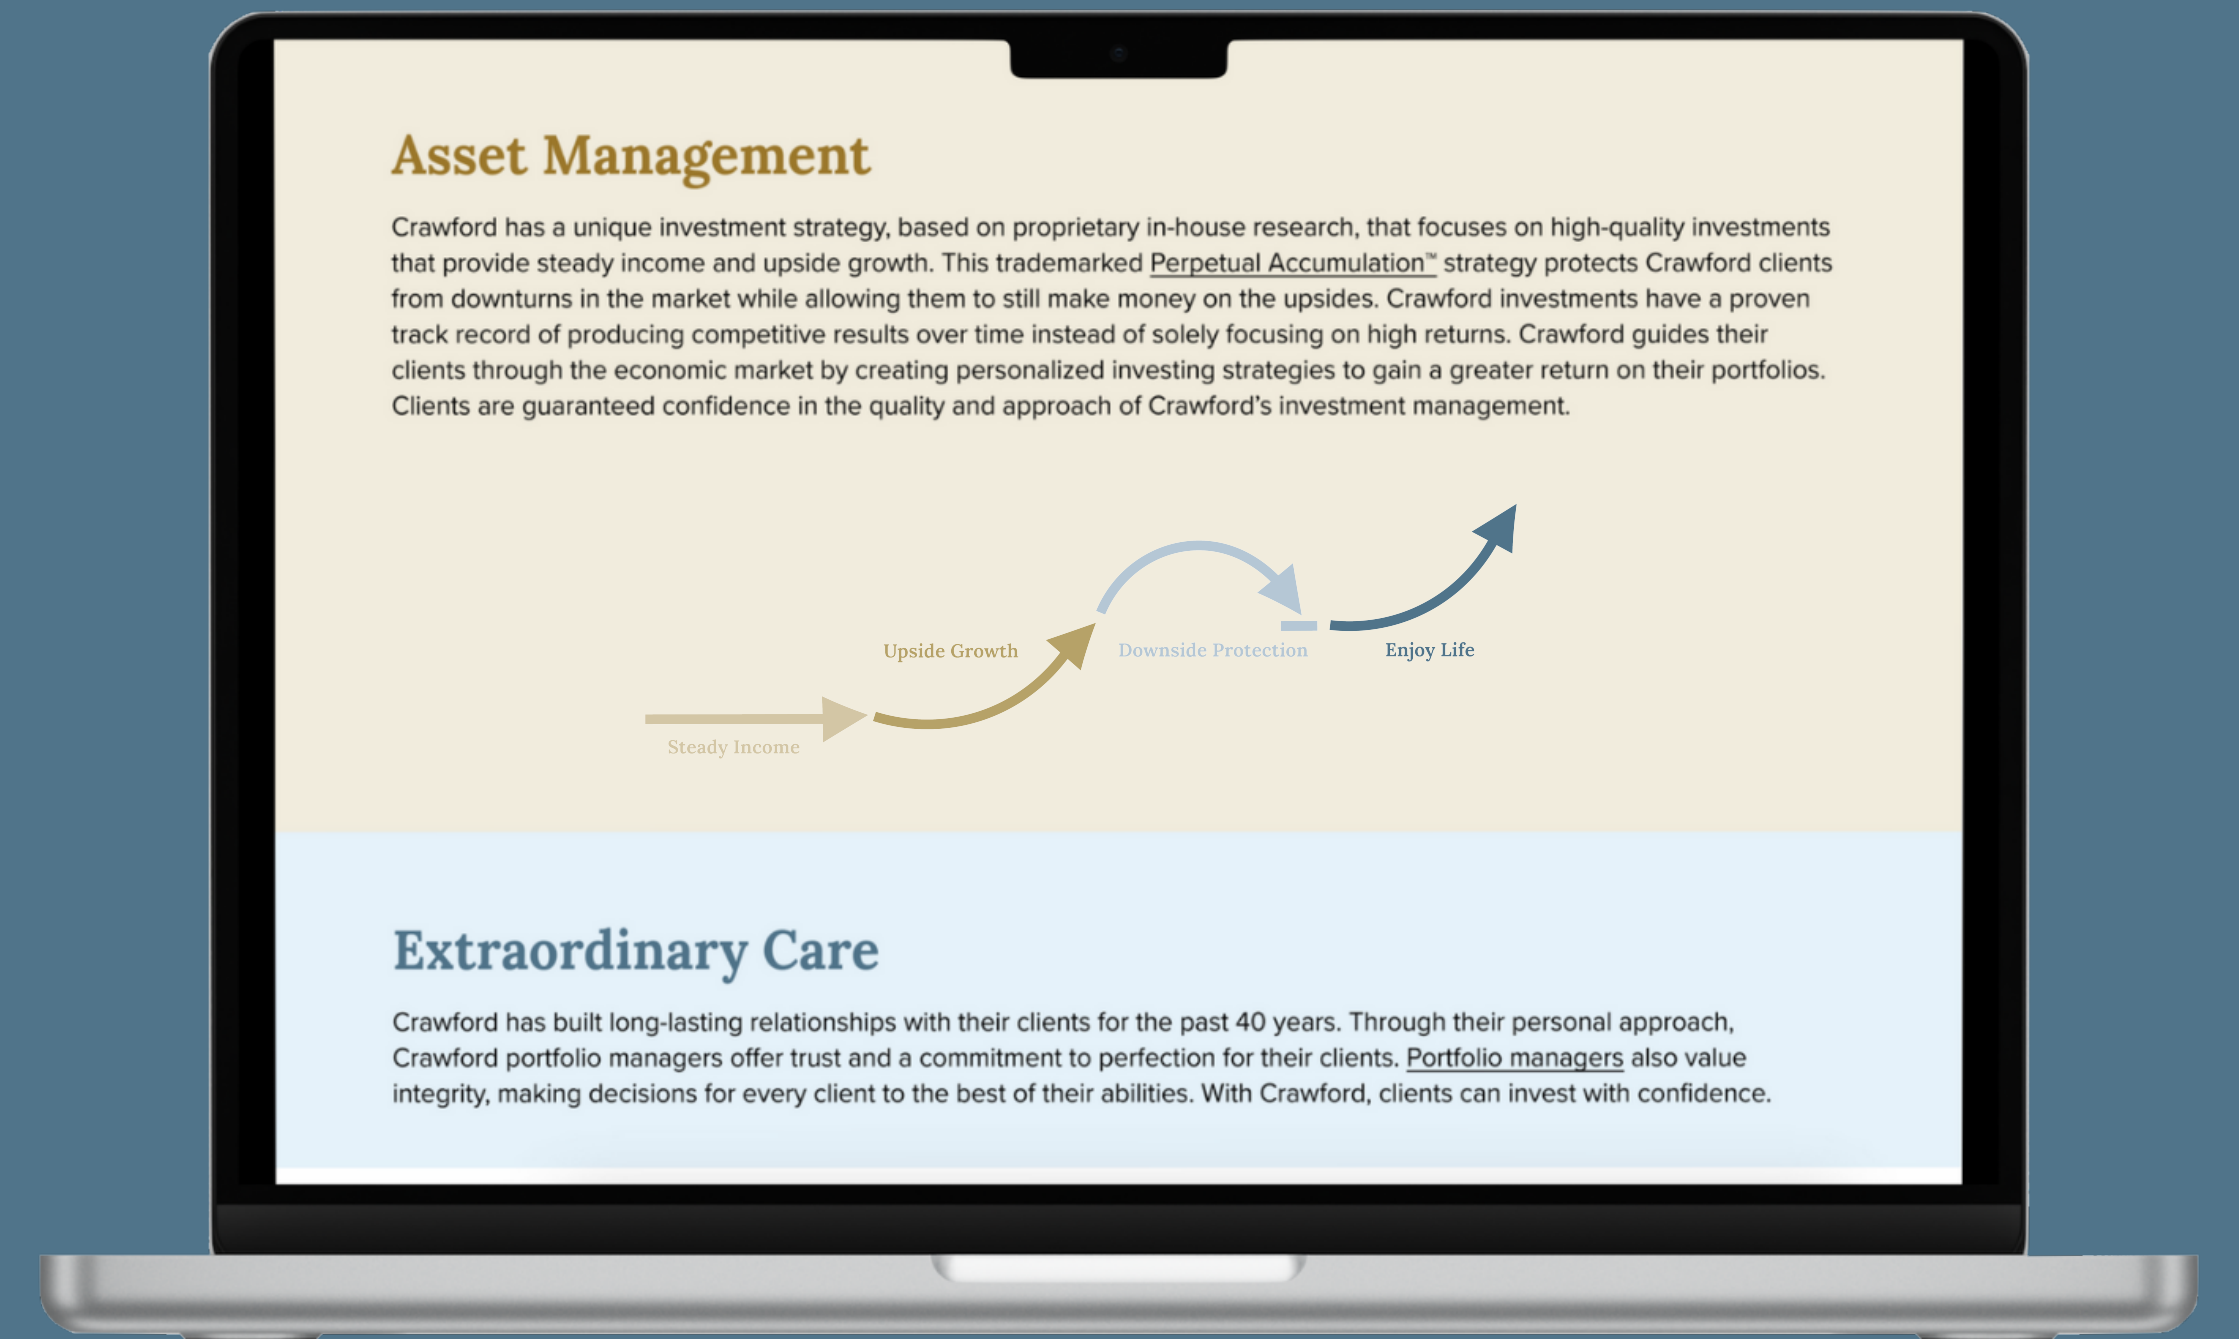 Asset Management
Crawford has a unique investment strategy, based on proprietary in-house research, that focuses on high-quality investments
that provide steady income and upside growth. This trademarked Perpetual Accumulation™ strategy protects Crawford clients
from downturns in the market while allowing them to still make money on the upsides. Crawford investments have a proven
track record of producing competitive results over time instead of solely focusing on high returns. Crawford guides their
clients through the economic market by creating personalized investing strategies to gain a greater return on their portfolios.
Clients are guaranteed confidence in the quality and approach of Crawford’s investment management.
Steady Income
Upside Growth
Downside Protection
Enjoy Life
Extraordinary Care
Crawford has built long-lasting relationships with their clients for the past 40 years. Through their personal approach,
Crawford portfolio managers offer trust and a commitment to perfection for their clients. Portfolio managers also value
integrity, making decisions for every client to the best of their abilities. With Crawford, clients can invest with confidence.